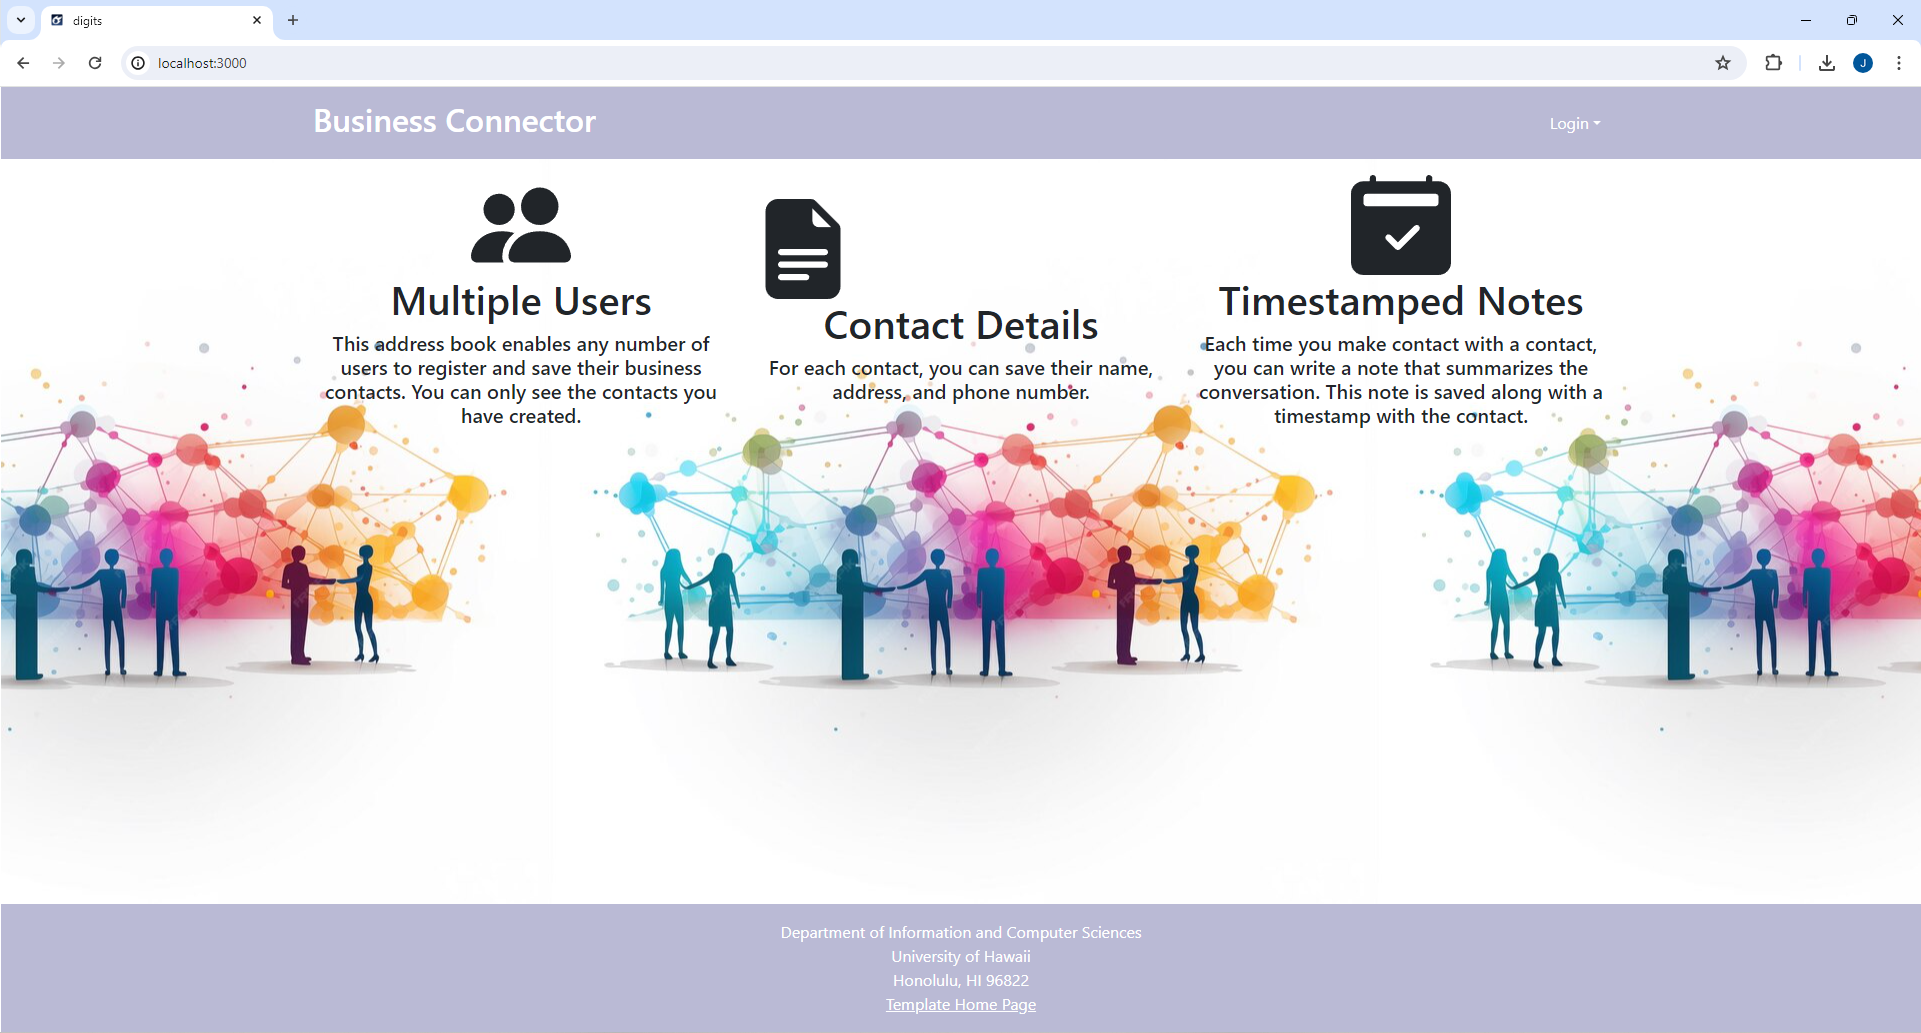 digits
localhost:3000
J
Business Connector
Login
Multiple Users
This address book enables any number of
users to register and save their business
contacts. You can only see the contacts you
have created.
Contact Details
For each contact, you can save their name,
address, and phone number.
Timestamped Notes
Each time you make contact with a contact,
you can write a note that summarizes the
conversation. This note is saved along with a
timestamp with the contact.
Department of Information and Computer Sciences
University of Hawaii
Honolulu, HI 96822
Template Home Page